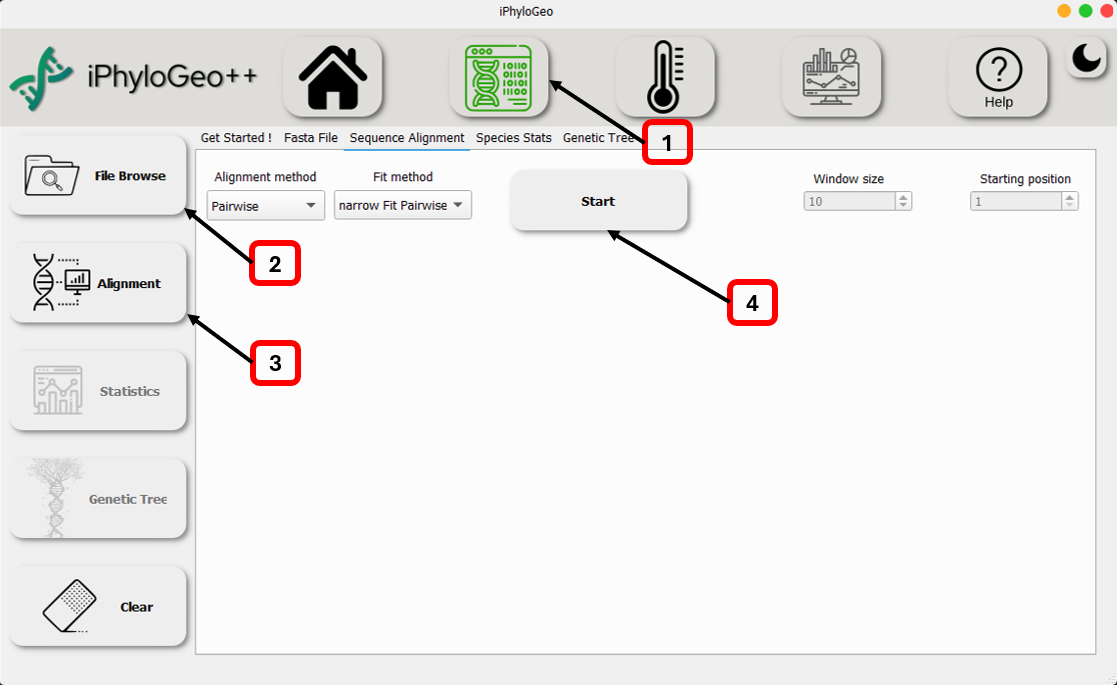 iPhyloGeo
iPhyloGeo++
Help
Get Started ! Fasta File Sequence Alignment Species Stats Genetic Tree
1
File Browse
Alignment method Fit method
Pairwise narrow Fit Pairwise
Start
Window size Starting position
10 1
2
Alignment
4
3
Statistics
Genetic Tree
Clear